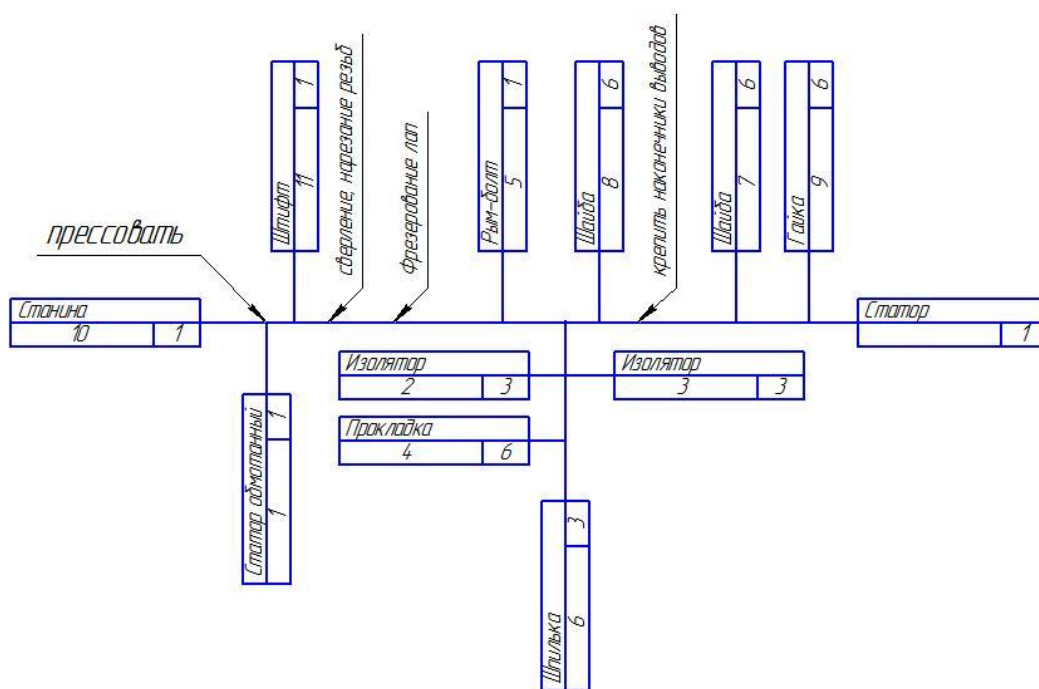 прессовать
Штифт
11
1
сверление, нарезание резьб
Фрезерование лап
Рым-болт
5
1
Шайба
8
6
крепить наконечники выводов
Шайба
7
6
Гайка
9
6
Станина
10
1
Статор
1
Изолятор
2
3
Изолятор
3
3
Прокладка
4
6
Статор обмотанный
1
1
Шпилька
6
3